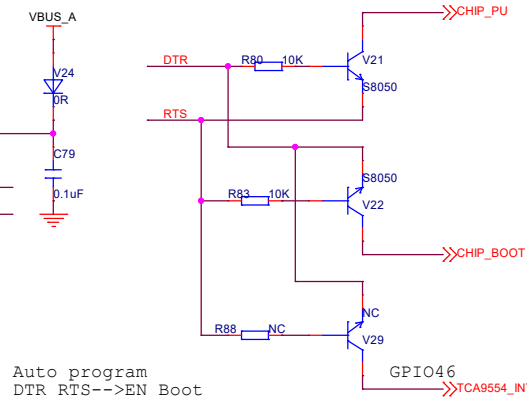 CHIP_PU
VBUS_A
DTR
R80
10K
V21
V24
0R
S8050
RTS
C79
0.1uF
S8050
R83
10K
V22
CHIP_BOOT
NC
R88
NC
V29
Auto program
GPIO46
DTR RTS-->EN Boot
TCA9554_IN